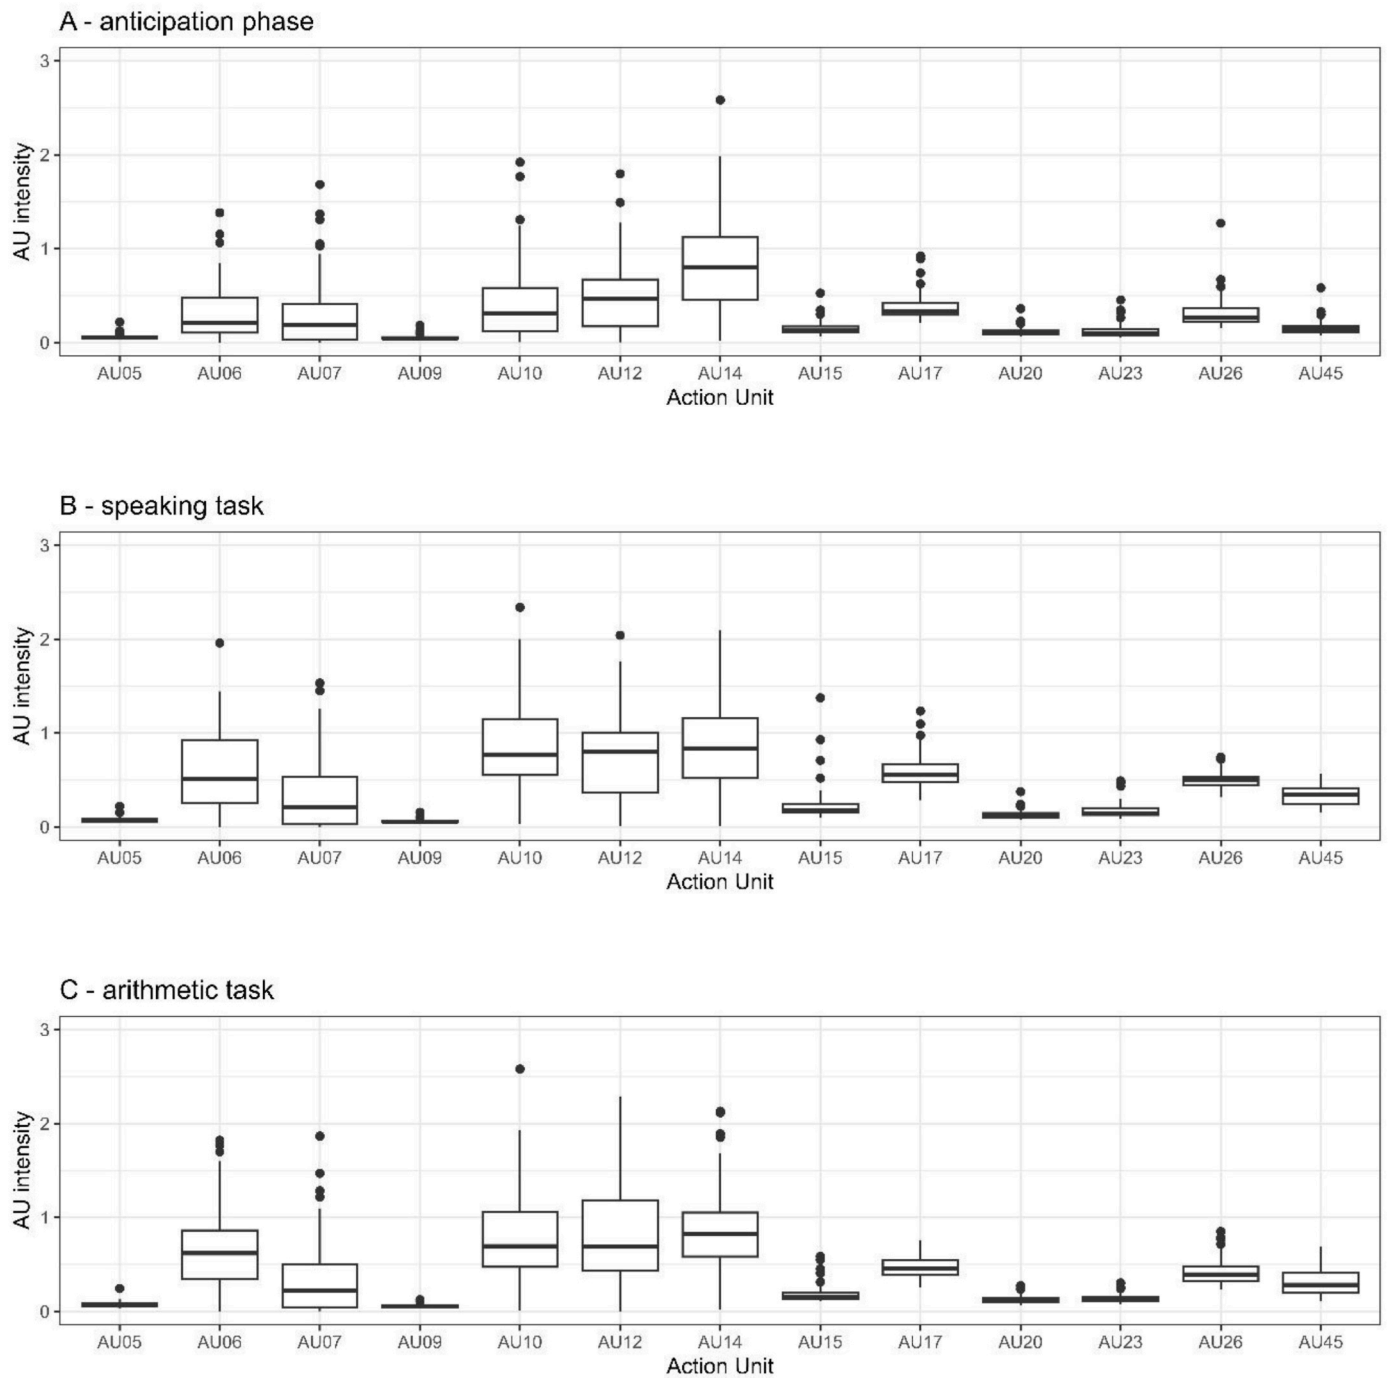 A - anticipation phase
3
2
1
0
AU intensity
AU05 AU06 AU07 AU09 AU10 AU12 AU14 AU15 AU17 AU20 AU23 AU26 AU45
Action Unit
B - speaking task
3
2
1
0
AU intensity
AU05 AU06 AU07 AU09 AU10 AU12 AU14 AU15 AU17 AU20 AU23 AU26 AU45
Action Unit
C - arithmetic task
3
2
1
0
AU intensity
AU05 AU06 AU07 AU09 AU10 AU12 AU14 AU15 AU17 AU20 AU23 AU26 AU45
Action Unit